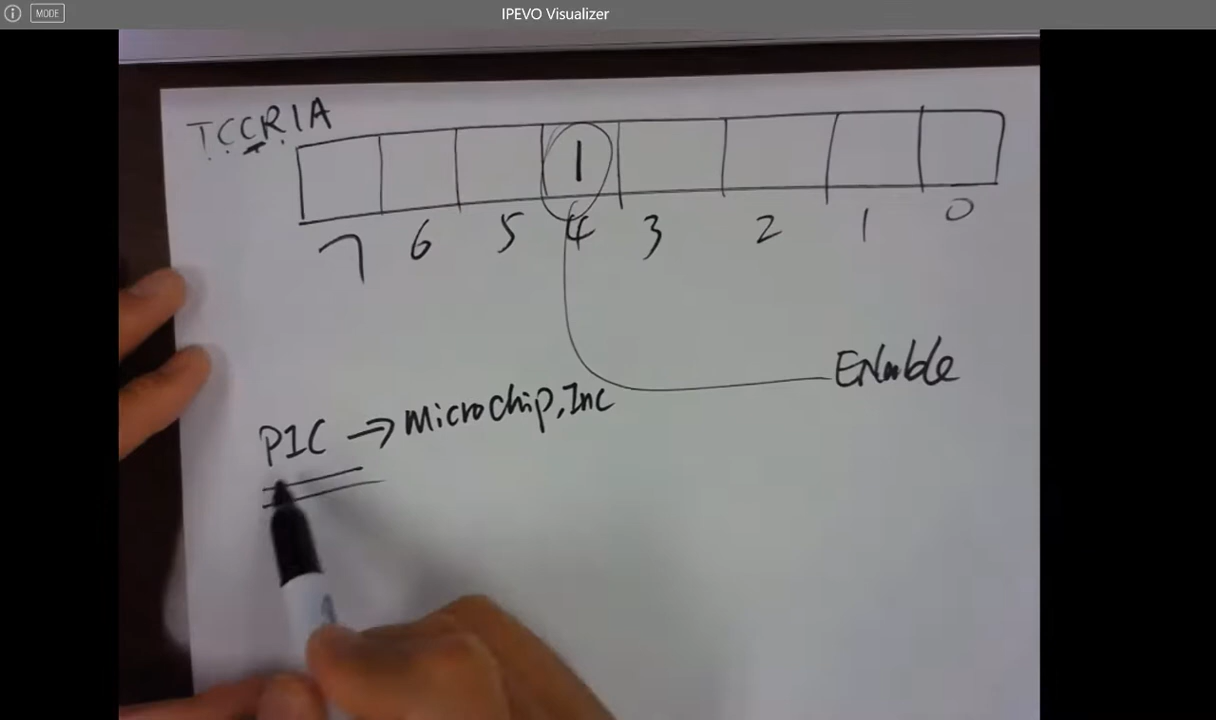 MODE IPEVO Visualizer
TCCR1A
1
7 6 5 4 3 2 1 0
ENable
PIC → Microchip, Inc